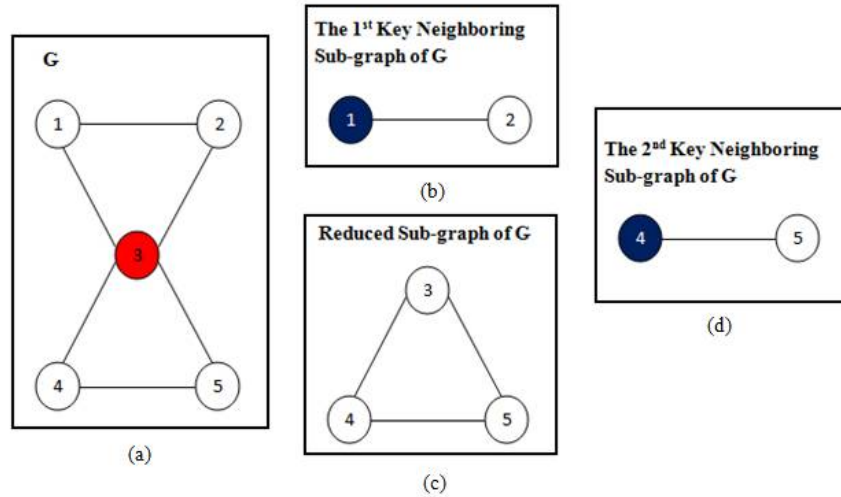 G
1
2
3
4
5
(a)
The 1st Key Neighboring
Sub-graph of G
1
2
(b)
Reduced Sub-graph of G
3
4
5
(c)
The 2nd Key Neighboring
Sub-graph of G
4
5
(d)